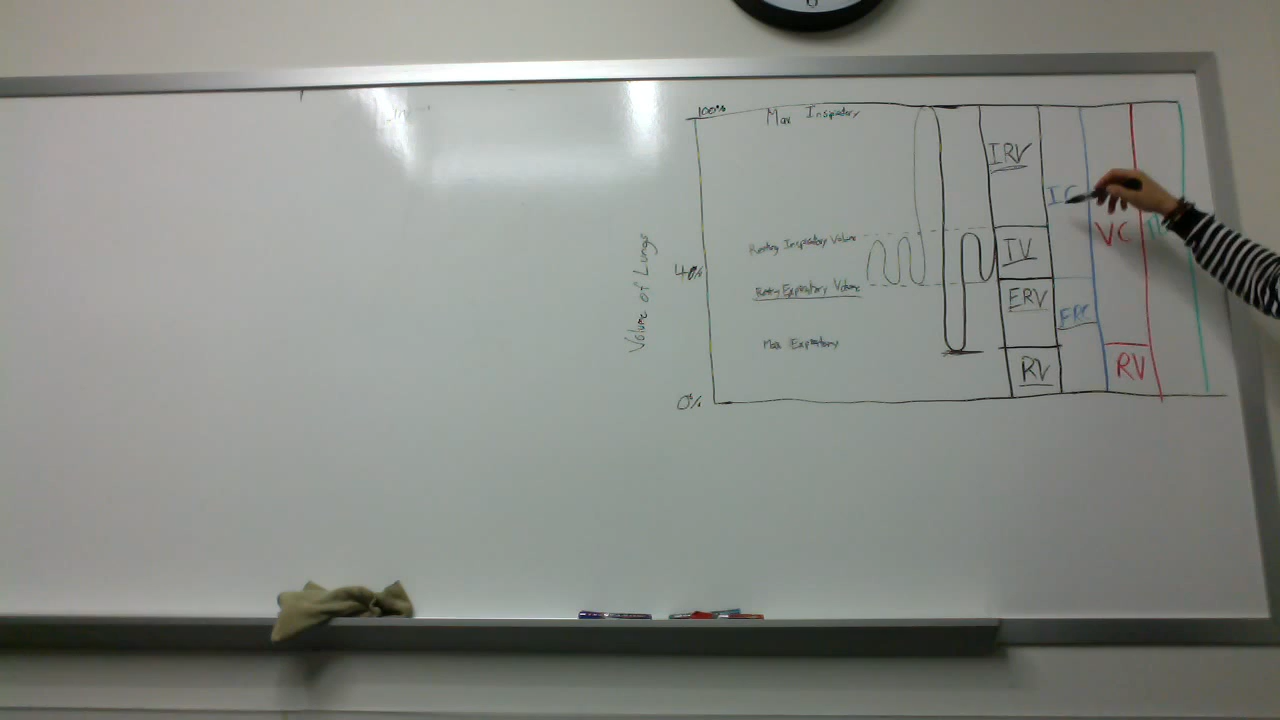 100%
Max Inspiratory
IRV
IC
VC
Resting Inspiratory Volume
IV
Volume of Lungs
40%
Resting Expiratory Volume
ERV
Max Expiratory
RV
RV
0%